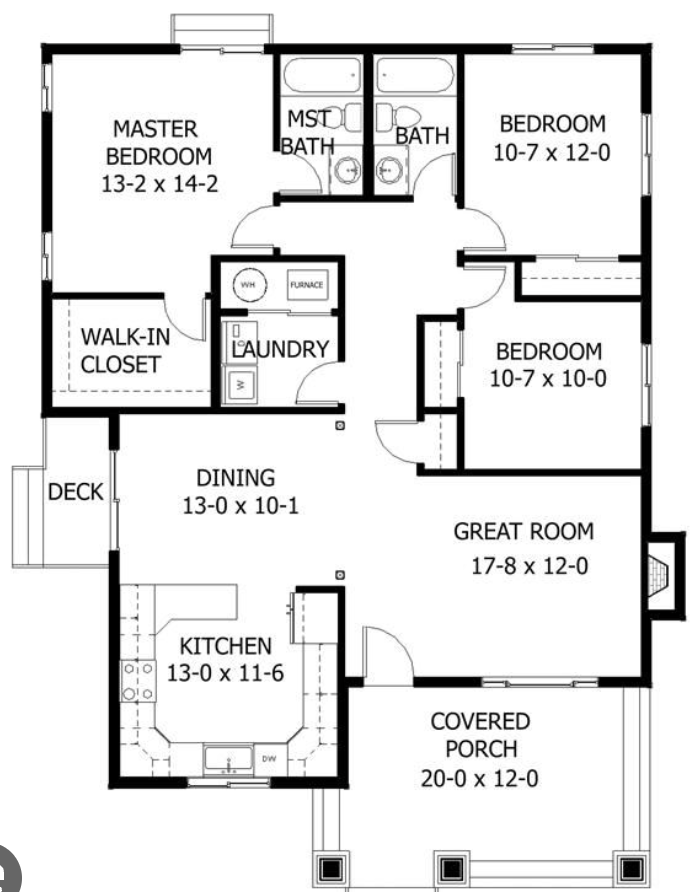 MASTER
BEDROOM
13-2 x 14-2
MST
BATH
BATH
BEDROOM
10-7 x 12-0
WH
FURNACE
WALK-IN
CLOSET
LAUNDRY
D
W
BEDROOM
10-7 x 10-0
DECK
DINING
13-0 x 10-1
GREAT ROOM
17-8 x 12-0
KITCHEN
13-0 x 11-6
DW
COVERED
PORCH
20-0 x 12-0
e